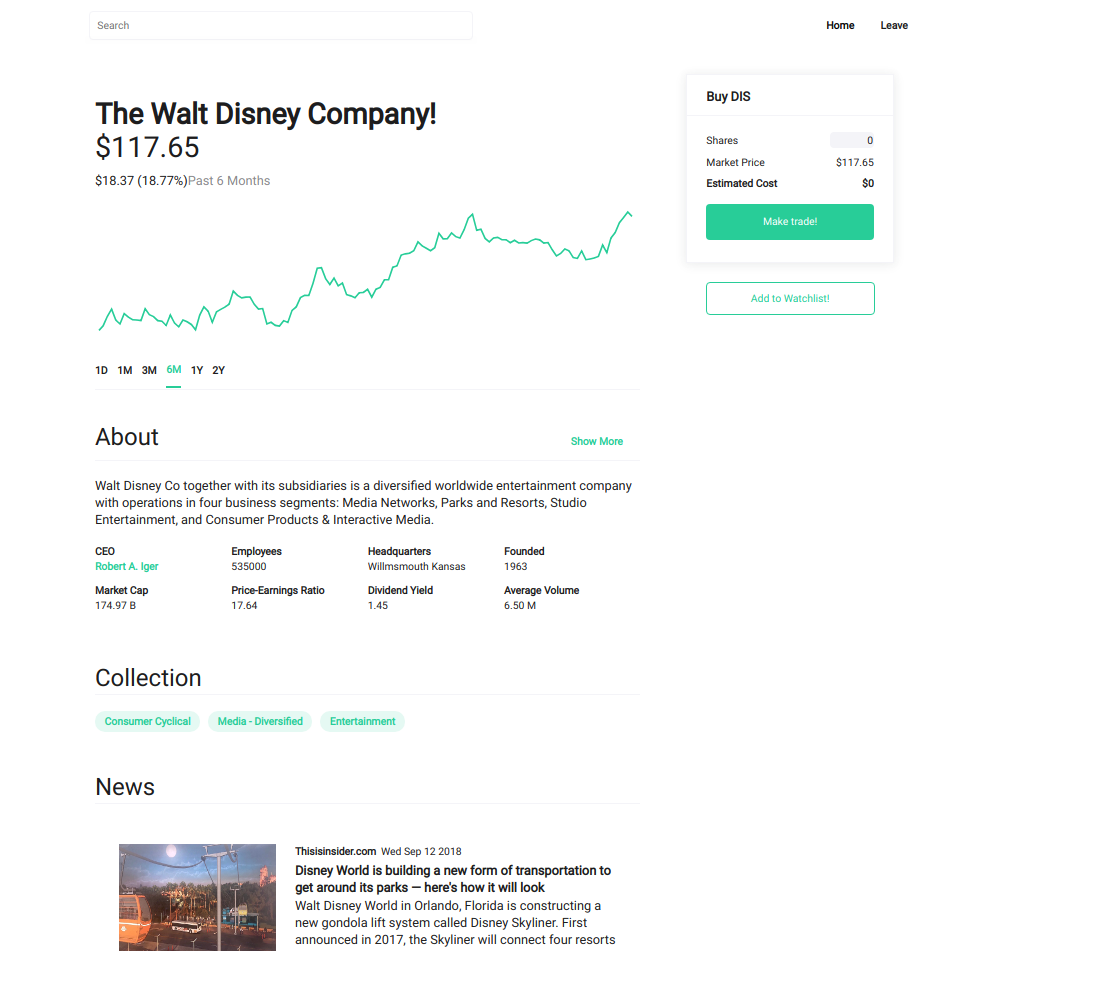 Search
Home Leave
The Walt Disney Company!
$117.65
$18.37 (18.77%)Past 6 Months
1D 1M 3M 6M 1Y 2Y
Buy DIS
Shares 0
Market Price $117.65
Estimated Cost $0
Make trade!
Add to Watchlist!
About Show More
Walt Disney Co together with its subsidiaries is a diversified worldwide entertainment company
with operations in four business segments: Media Networks, Parks and Resorts, Studio
Entertainment, and Consumer Products & Interactive Media.
CEO Employees Headquarters Founded
Robert A. Iger 535000 Willmsmouth Kansas 1963
Market Cap Price-Earnings Ratio Dividend Yield Average Volume
174.97 B 17.64 1.45 6.50 M
Collection
Consumer Cyclical Media - Diversified Entertainment
News
Thisisinsider.com Wed Sep 12 2018
Disney World is building a new form of transportation to
get around its parks — here's how it will look
Walt Disney World in Orlando, Florida is constructing a
new gondola lift system called Disney Skyliner. First
announced in 2017, the Skyliner will connect four resorts